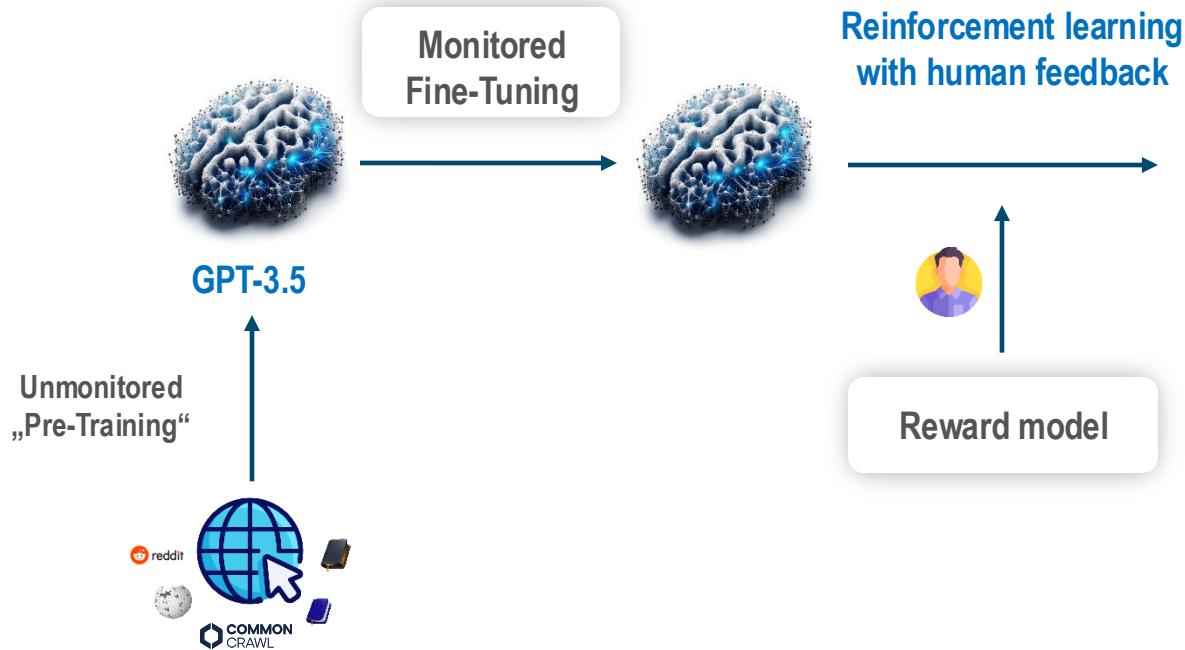 Monitored
Fine-Tuning
Reinforcement learning
with human feedback
GPT-3.5
Unmonitored
„Pre-Training“
Reward model
reddit
COMMON
CRAWL